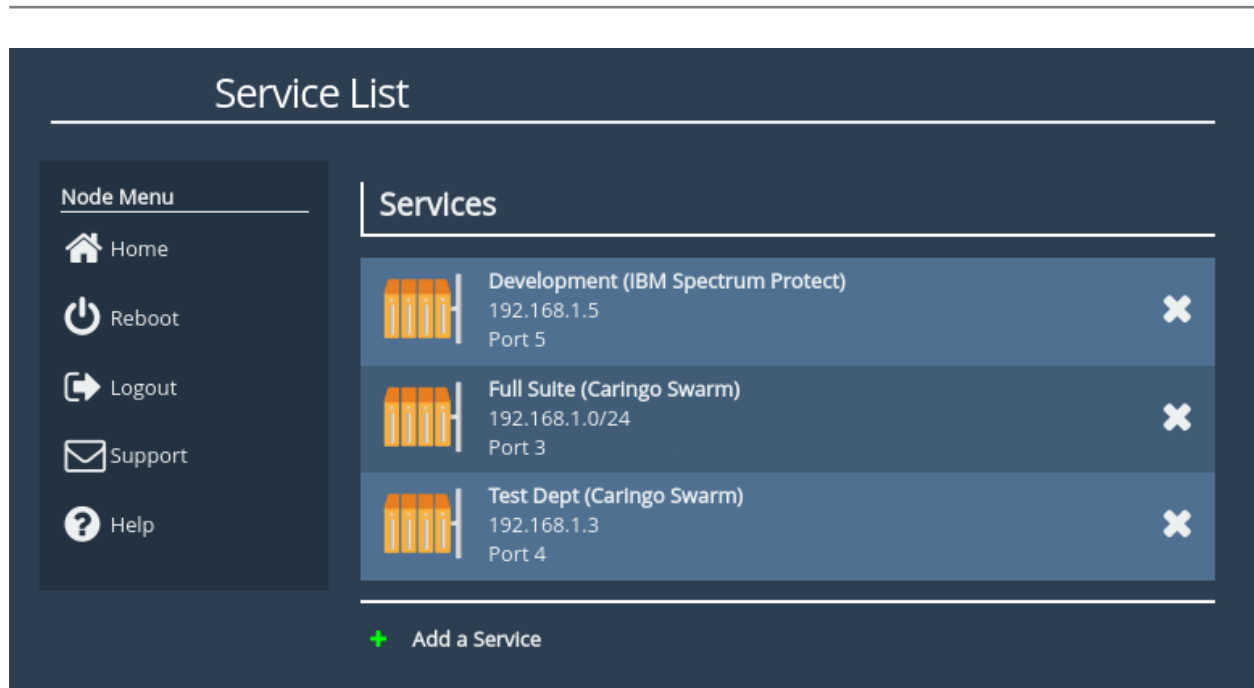 Service List
Node Menu
Home
Reboot
Logout
Support
Help
Services
Development (IBM Spectrum Protect)
192.168.1.5
Port 5
Full Suite (Caringo Swarm)
192.168.1.0/24
Port 3
Test Dept (Caringo Swarm)
192.168.1.3
Port 4
Add a Service